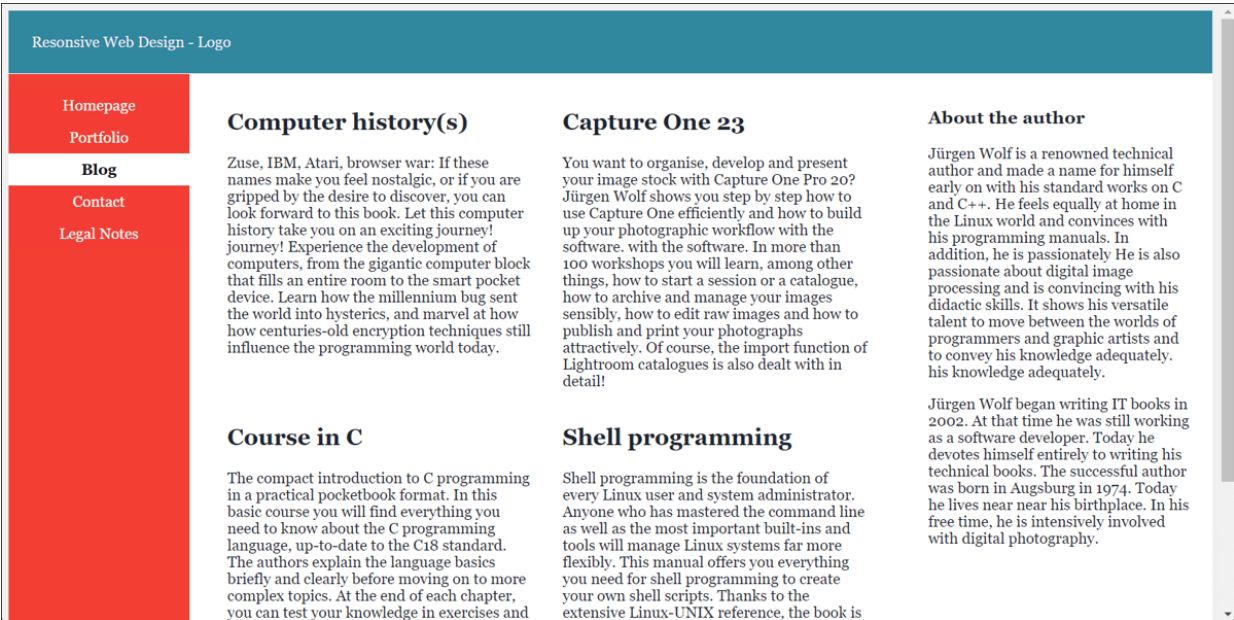 Resonsive Web Design - Logo
Homepage
Portfolio
Blog
Contact
Legal Notes
Computer history(s)
Zuse, IBM, Atari, browser war: If these
names make you feel nostalgic, or if you are
gripped by the desire to discover, you can
look forward to this book. Let this computer
history take you on an exciting journey!
journey! Experience the development of
computers, from the gigantic computer block
that fills an entire room to the smart pocket
device. Learn how the millennium bug sent
the world into hysterics, and marvel at how
how centuries-old encryption techniques still
influence the programming world today.
Capture One 23
You want to organise, develop and present
your image stock with Capture One Pro 20?
Jürgen Wolf shows you step by step how to
use Capture One efficiently and how to build
up your photographic workflow with the
software. with the software. In more than
100 workshops you will learn, among other
things, how to start a session or a catalogue,
how to archive and manage your images
sensibly, how to edit raw images and how to
publish and print your photographs
attractively. Of course, the import function of
Lightroom catalogues is also dealt with in
detail!
Course in C
The compact introduction to C programming
in a practical pocketbook format. In this
basic course you will find everything you
need to know about the C programming
language, up-to-date to the C18 standard.
The authors explain the language basics
briefly and clearly before moving on to more
complex topics. At the end of each chapter,
you can test your knowledge in exercises and
Shell programming
Shell programming is the foundation of
every Linux user and system administrator.
Anyone who has mastered the command line
as well as the most important built-ins and
tools will manage Linux systems far more
flexibly. This manual offers you everything
you need for shell programming to create
your own shell scripts. Thanks to the
extensive Linux-UNIX reference, the book is
About the author
Jürgen Wolf is a renowned technical
author and made a name for himself
early on with his standard works on C
and C++. He feels equally at home in
the Linux world and convinces with
his programming manuals. In
addition, he is passionately He is also
passionate about digital image
processing and is convincing with his
didactic skills. It shows his versatile
talent to move between the worlds of
programmers and graphic artists and
to convey his knowledge adequately.
his knowledge adequately.
Jürgen Wolf began writing IT books in
2002. At that time he was still working
as a software developer. Today he
devotes himself entirely to writing his
technical books. The successful author
was born in Augsburg in 1974. Today
he lives near near his birthplace. In his
free time, he is intensively involved
with digital photography.